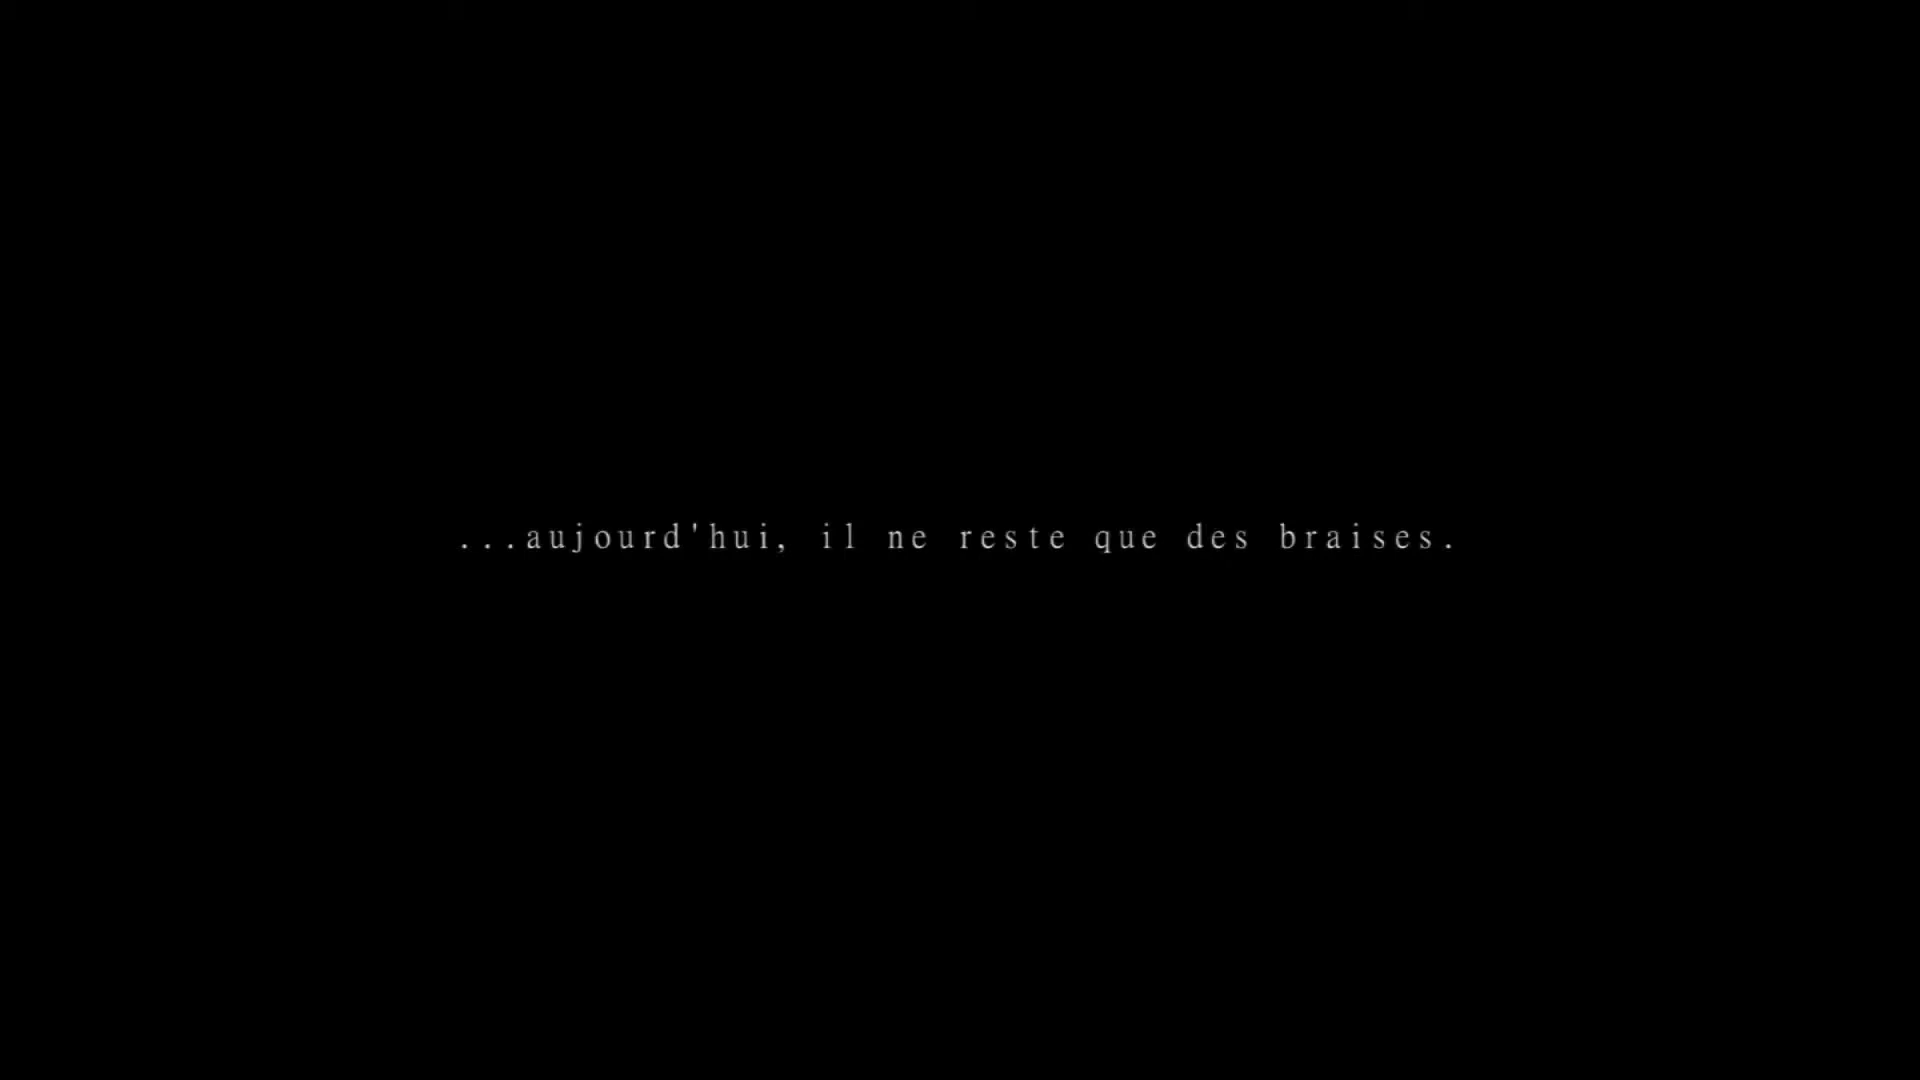 ...aujourd'hui, il ne reste que des braises.